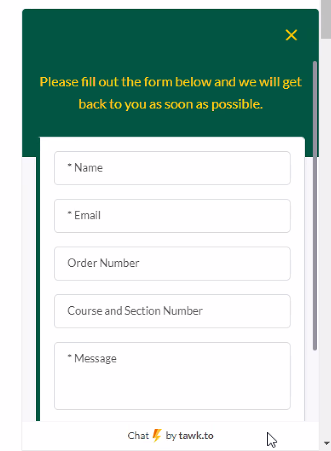 Please fill out the form below and we will get
back to you as soon as possible.
* Name
* Email
Order Number
Course and Section Number
* Message
Chat by tawk.to